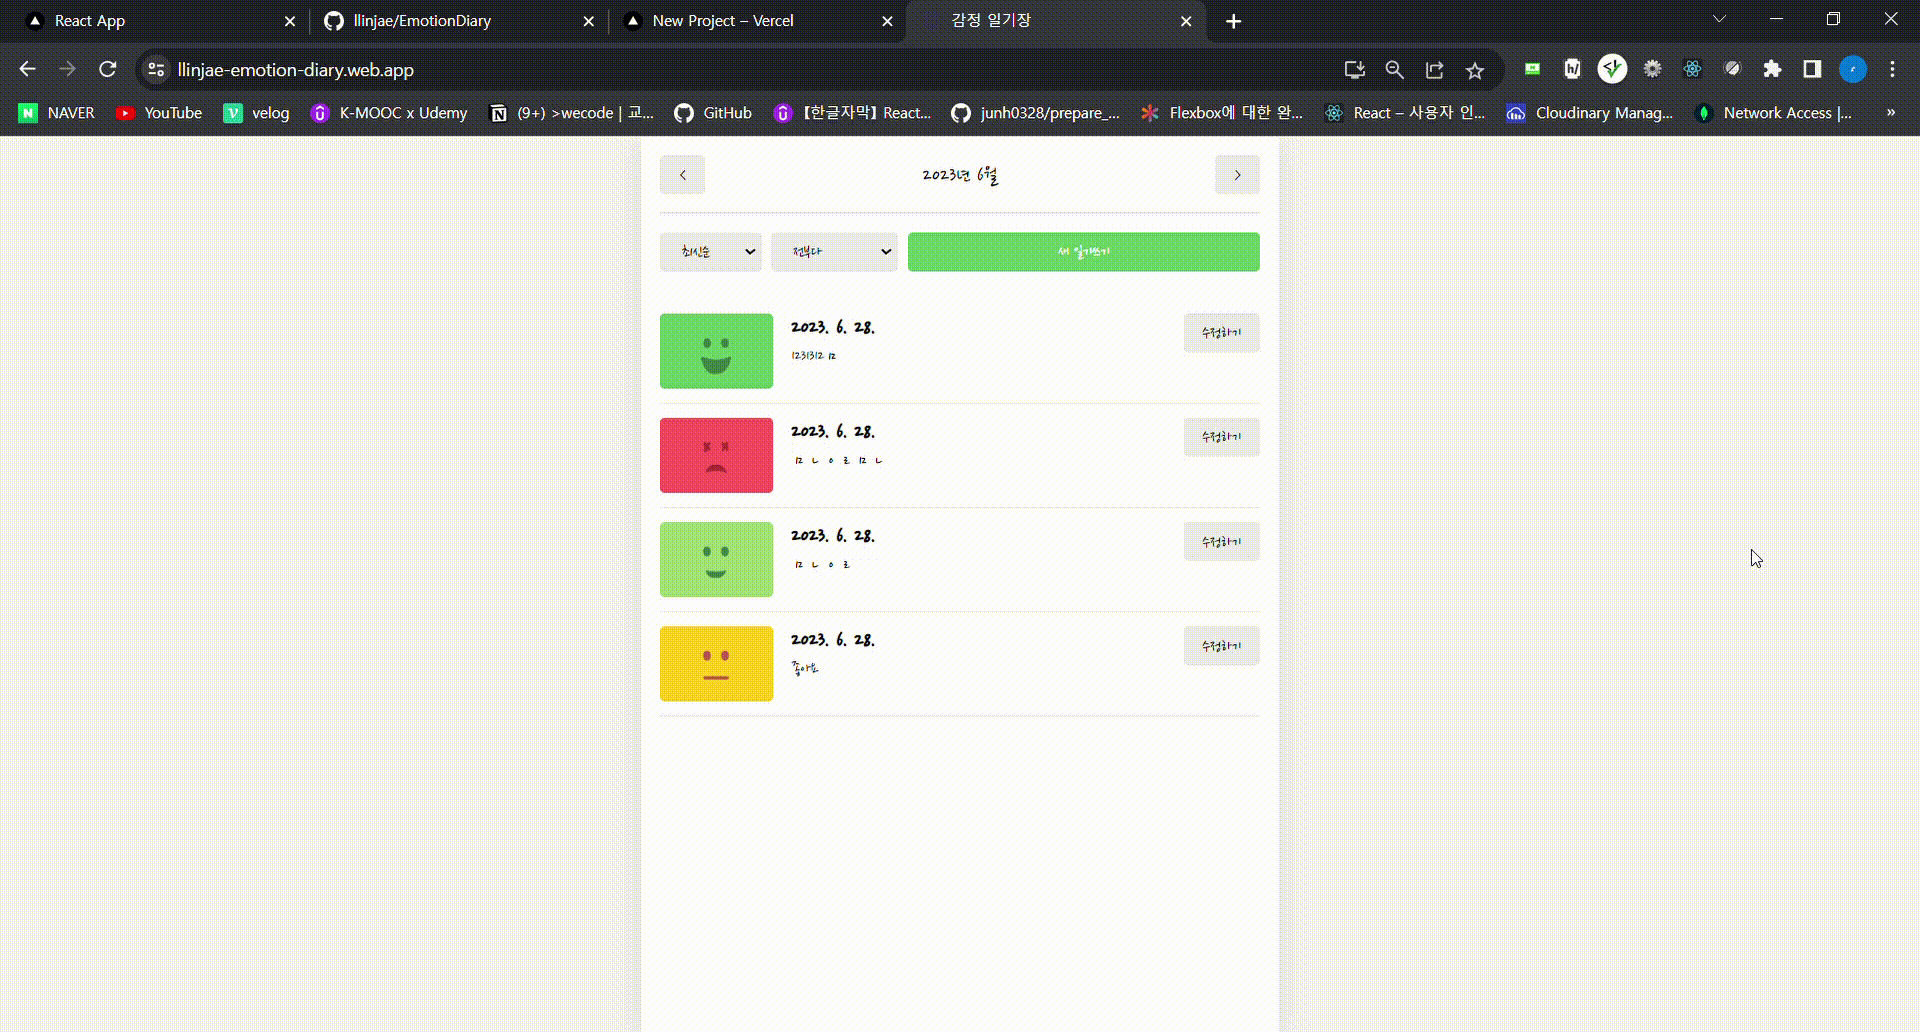 React App
llinjae/EmotionDiary
New Project – Vercel
감정 일기장
llinjae-emotion-diary.web.app
NAVER
YouTube
velog
K-MOOC x Udemy
(9+) >wecode | 교...
GitHub
【한글자막】 React...
junh0328/prepare_...
Flexbox에 대한 완...
React – 사용자 인...
Cloudinary Manag...
Network Access |...
2023년 6월
최신순
전부다
새 일기쓰기
2023. 6. 28.
1231312 12
수정하기
2023. 6. 28.
12 ㄴ ㅇ ㄹ 12 ㄴ
수정하기
2023. 6. 28.
12 ㄴ ㅇ ㄹ
수정하기
2023. 6. 28.
좋아요
수정하기